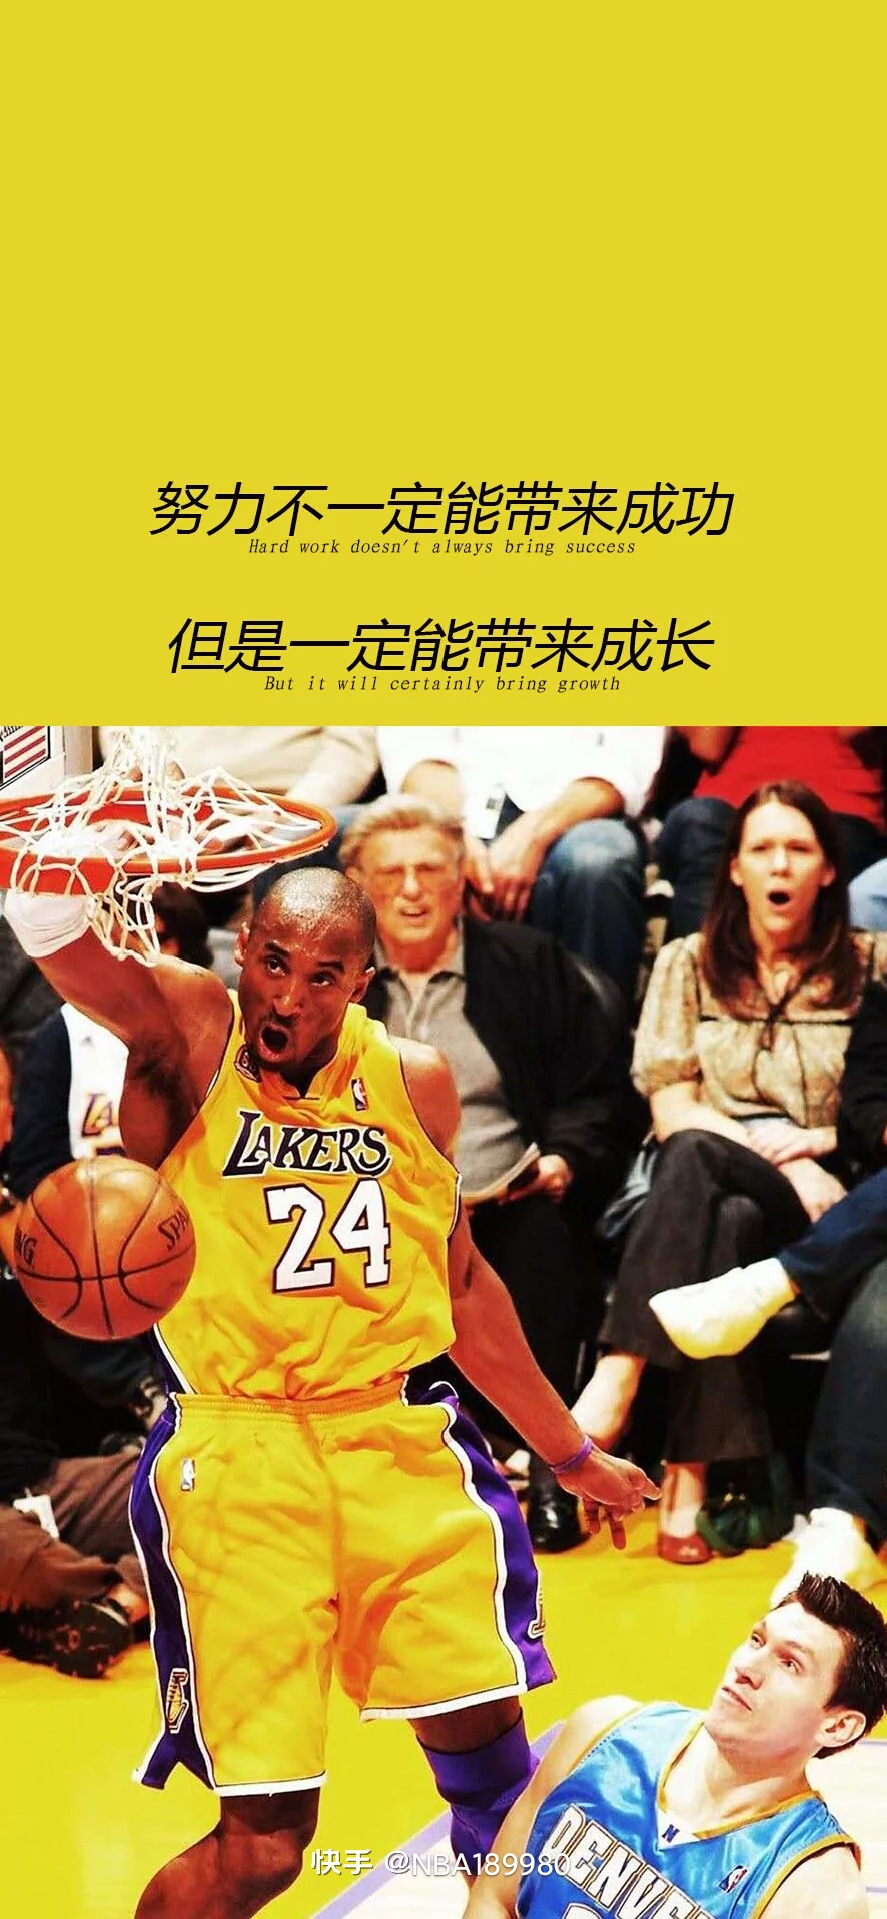 努力不一定能带来成功
Hard work doesn't always bring success
但是一定能带来成长
But it will certainly bring growth
LAKERS
24
快手 @NBA189980